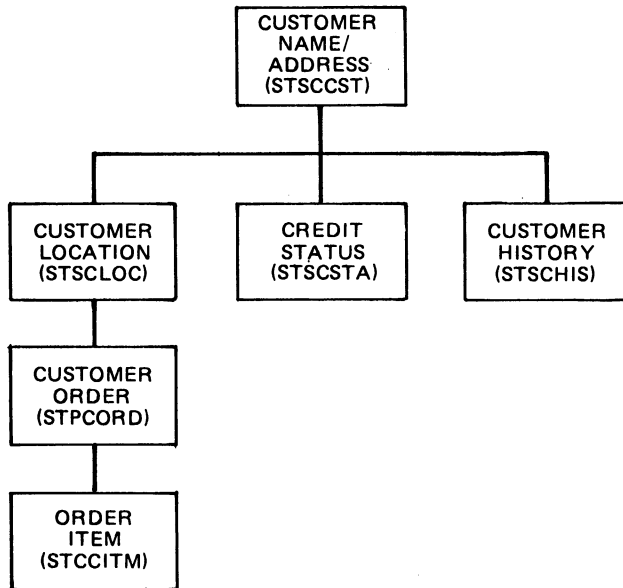 CUSTOMER
NAME/
ADDRESS
(STSCCST)
CUSTOMER
LOCATION
(STSCLOC)
CREDIT
STATUS
(STSCSTA)
CUSTOMER
HISTORY
(STSCHIS)
CUSTOMER
ORDER
(STPCORD)
ORDER
ITEM
(STCCITM)